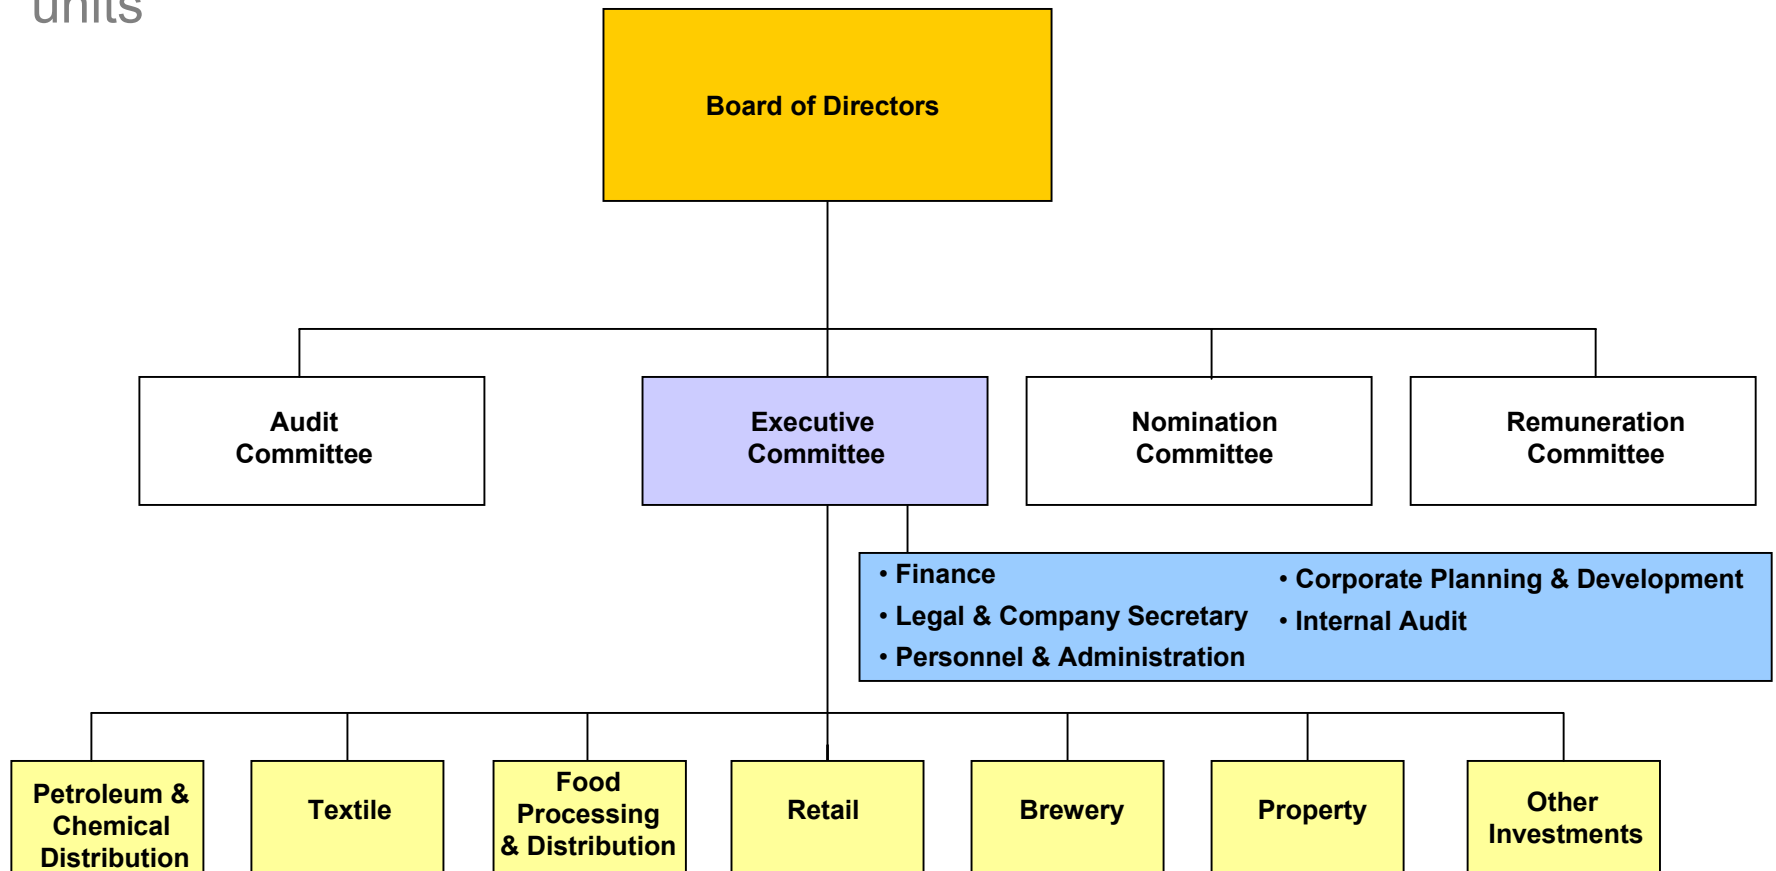 units
Board of Directors
Audit
Committee
Executive
Committee
Nomination
Committee
Remuneration
Committee
• Finance
• Legal & Company Secretary
• Personnel & Administration
• Corporate Planning & Development
• Internal Audit
Petroleum &
Chemical
Distribution
Textile
Food
Processing
& Distribution
Retail
Brewery
Property
Other
Investments